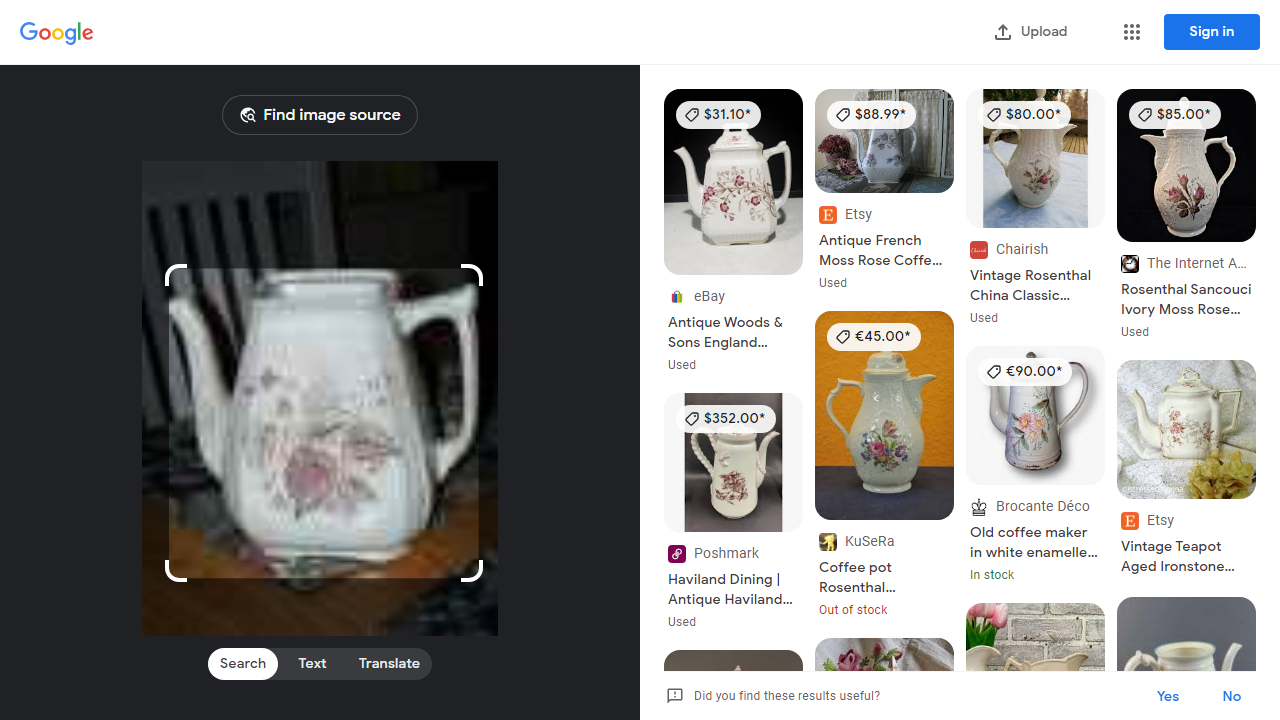 Google
Upload
Sign in
Find image source
Search
Text
Translate
$31.10*
eBay
Antique Woods &
Sons England...
Used
$352.00*
Poshmark
Haviland Dining |
Antique Haviland...
Used
$88.99*
Etsy
Antique French
Moss Rose Coffe...
Used
€45.00*
KuSeRa
Coffee pot
Rosenthal...
Out of stock
$80.00*
Chairish
Vintage Rosenthal
China Classic...
Used
€90.00*
Brocante Déco
Old coffee maker
in white enamelle...
In stock
$85.00*
The Internet A...
Rosenthal Sancouci
Ivory Moss Rose...
Used
Etsy
Vintage Teapot
Aged Ironstone...
Did you find these results useful?
Yes
No